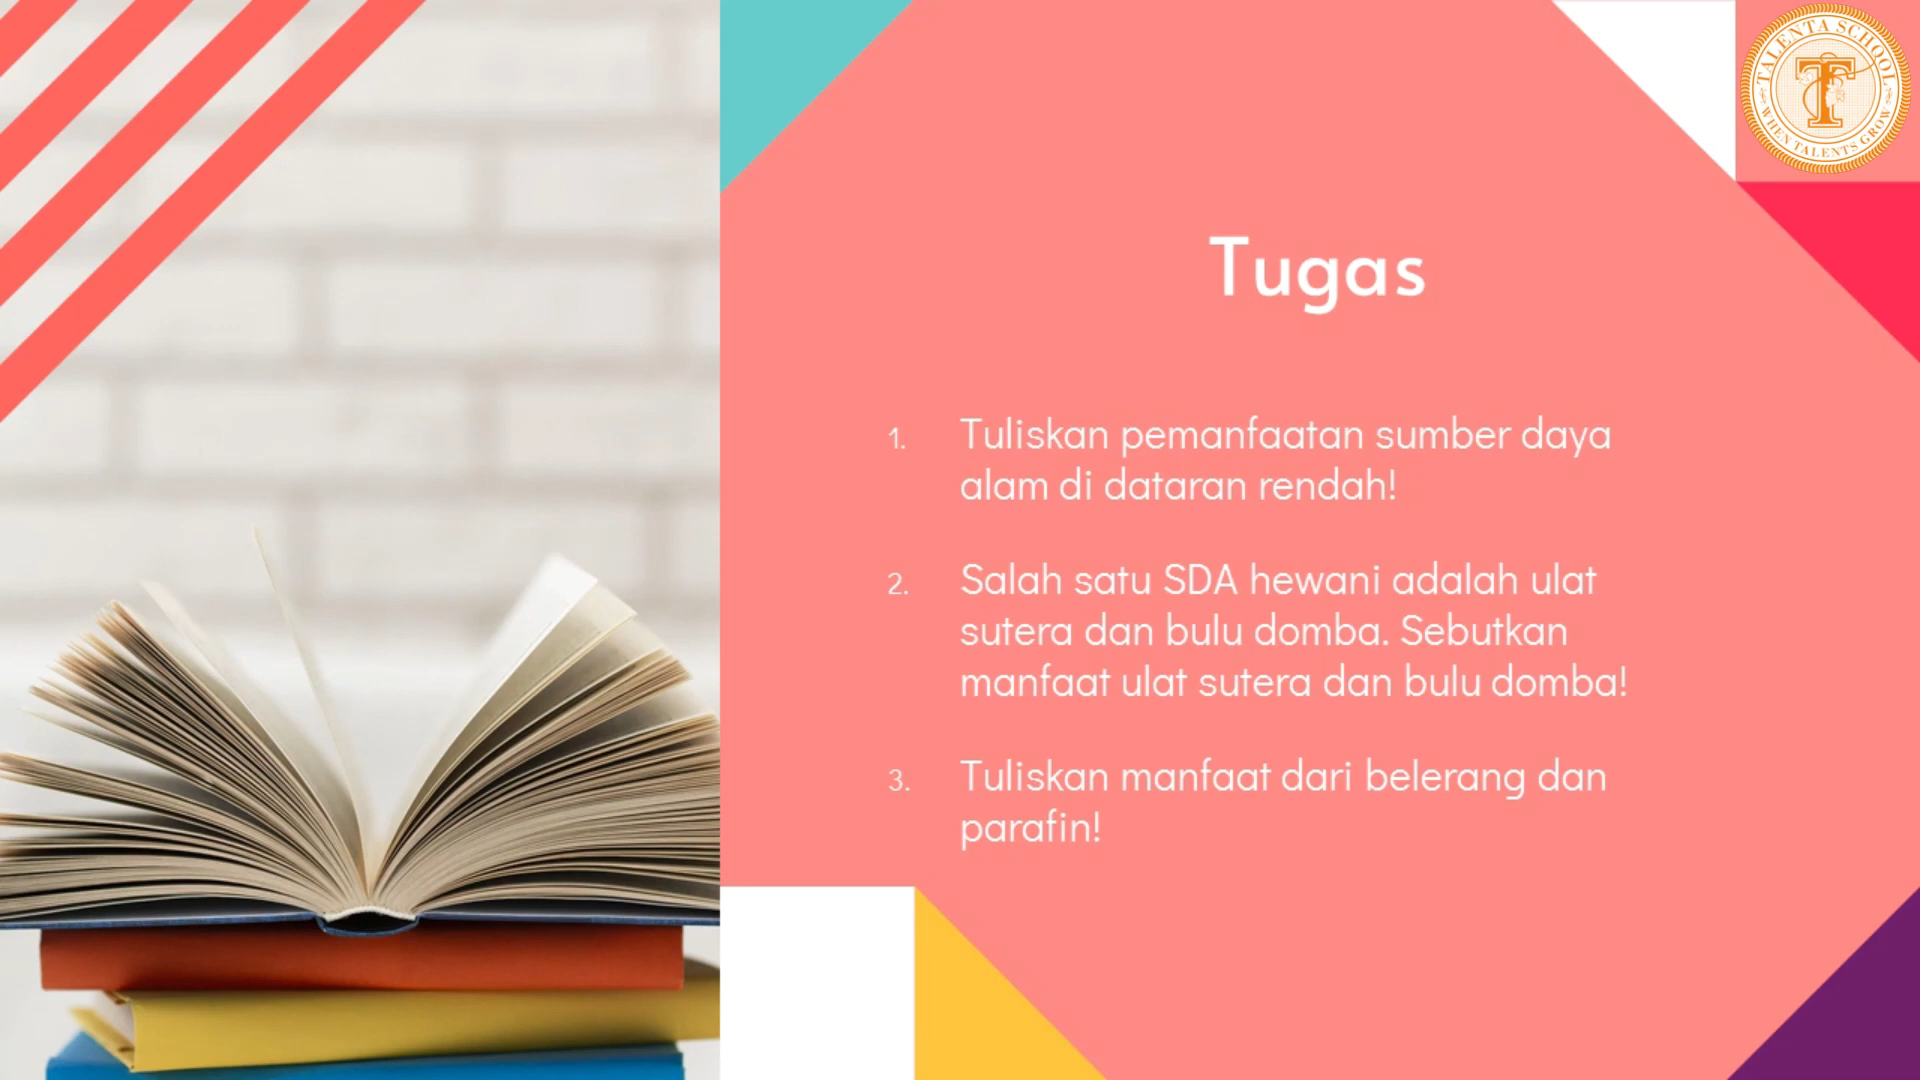 TALENTA SCHOOL
T
WHEN TALENTS GROW
Tugas
1. Tuliskan pemanfaatan sumber daya
alam di dataran rendah!
2. Salah satu SDA hewani adalah ulat
sutera dan bulu domba. Sebutkan
manfaat ulat sutera dan bulu domba!
3. Tuliskan manfaat dari belerang dan
parafin!